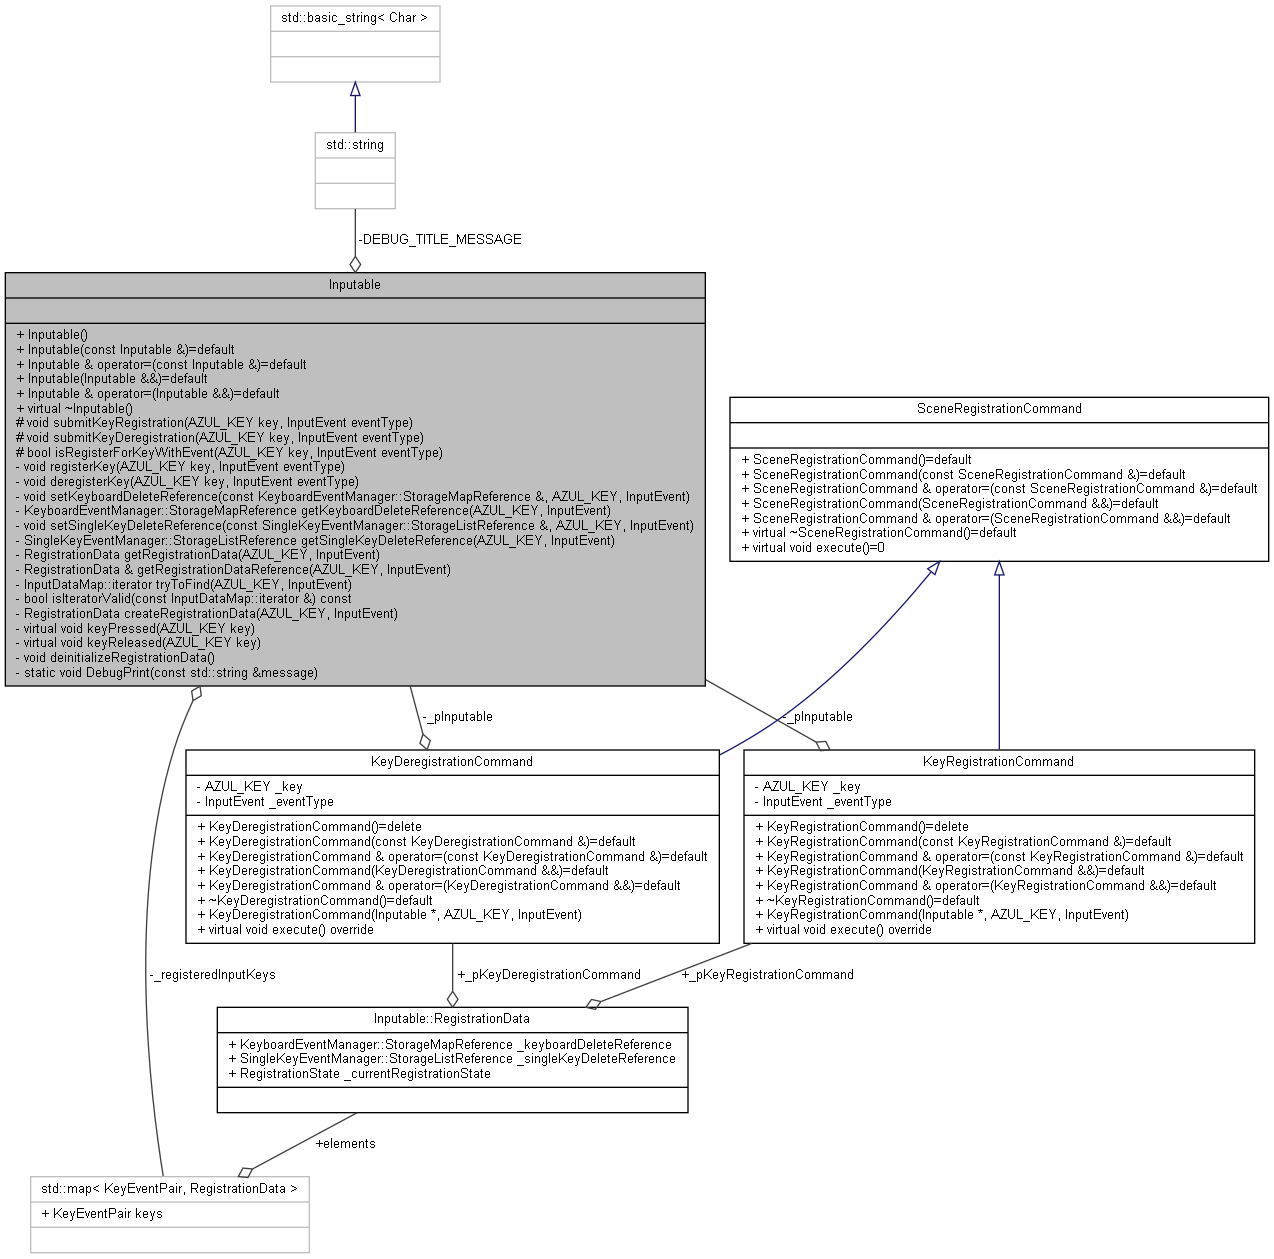 std::basic_string< Char >
std::string
-DEBUG_TITLE_MESSAGE
Inputable
+ Inputable()
+ Inputable(const Inputable &)=default
+ Inputable & operator=(const Inputable &)=default
+ Inputable(Inputable &&)=default
+ Inputable & operator=(Inputable &&)=default
+ virtual ~Inputable()
# void submitKeyRegistration(AZUL_KEY key, InputEvent eventType)
# void submitKeyDeregistration(AZUL_KEY key, InputEvent eventType)
# bool isRegisterForKeyWithEvent(AZUL_KEY key, InputEvent eventType)
- void registerKey(AZUL_KEY key, InputEvent eventType)
- void deregisterKey(AZUL_KEY key, InputEvent eventType)
- void setKeyboardDeleteReference(const KeyboardEventManager::StorageMapReference &, AZUL_KEY, InputEvent)
- KeyboardEventManager::StorageMapReference getKeyboardDeleteReference(AZUL_KEY, InputEvent)
- void setSingleKeyDeleteReference(const SingleKeyEventManager::StorageListReference &, AZUL_KEY, InputEvent)
- SingleKeyEventManager::StorageListReference getSingleKeyDeleteReference(AZUL_KEY, InputEvent)
- RegistrationData getRegistrationData(AZUL_KEY, InputEvent)
- RegistrationData & getRegistrationDataReference(AZUL_KEY, InputEvent)
- InputDataMap::iterator tryToFind(AZUL_KEY, InputEvent)
- bool isIteratorValid(const InputDataMap::iterator &) const
- RegistrationData createRegistrationData(AZUL_KEY, InputEvent)
- virtual void keyPressed(AZUL_KEY key)
- virtual void keyReleased(AZUL_KEY key)
- void deinitializeRegistrationData()
- static void DebugPrint(const std::string &message)
SceneRegistrationCommand
+ SceneRegistrationCommand()=default
+ SceneRegistrationCommand(const SceneRegistrationCommand &)=default
+ SceneRegistrationCommand & operator=(const SceneRegistrationCommand &)=default
+ SceneRegistrationCommand(SceneRegistrationCommand &&)=default
+ SceneRegistrationCommand & operator=(SceneRegistrationCommand &&)=default
+ virtual ~SceneRegistrationCommand()=default
+ virtual void execute()=0
-_pInputable
-_pInputable
KeyDeregistrationCommand
- AZUL_KEY _key
- InputEvent _eventType
+ KeyDeregistrationCommand()=delete
+ KeyDeregistrationCommand(const KeyDeregistrationCommand &)=default
+ KeyDeregistrationCommand & operator=(const KeyDeregistrationCommand &)=default
+ KeyDeregistrationCommand(KeyDeregistrationCommand &&)=default
+ KeyDeregistrationCommand & operator=(KeyDeregistrationCommand &&)=default
+ ~KeyDeregistrationCommand()=default
+ KeyDeregistrationCommand(Inputable *, AZUL_KEY, InputEvent)
+ virtual void execute() override
KeyRegistrationCommand
- AZUL_KEY _key
- InputEvent _eventType
+ KeyRegistrationCommand()=delete
+ KeyRegistrationCommand(const KeyRegistrationCommand &)=default
+ KeyRegistrationCommand & operator=(const KeyRegistrationCommand &)=default
+ KeyRegistrationCommand(KeyRegistrationCommand &&)=default
+ KeyRegistrationCommand & operator=(KeyRegistrationCommand &&)=default
+ ~KeyRegistrationCommand()=default
+ KeyRegistrationCommand(Inputable *, AZUL_KEY, InputEvent)
+ virtual void execute() override
-_registeredInputKeys
+_pKeyDeregistrationCommand
+_pKeyRegistrationCommand
Inputable::RegistrationData
+ KeyboardEventManager::StorageMapReference _keyboardDeleteReference
+ SingleKeyEventManager::StorageListReference _singleKeyDeleteReference
+ RegistrationState _currentRegistrationState
+elements
std::map< KeyEventPair, RegistrationData >
+ KeyEventPair keys